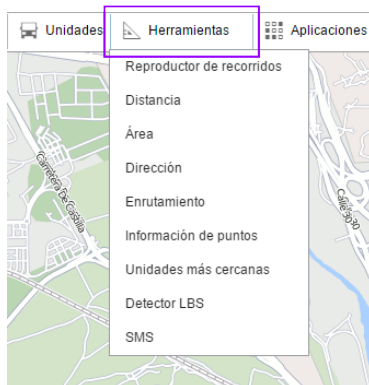 Unidades Herramientas Aplicaciones
Reproductor de recorridos
Distancia
Área
Dirección
Enrutamiento
Información de puntos
Unidades más cercanas
Detector LBS
SMS
Carretera De Castilla
Calle 30
30